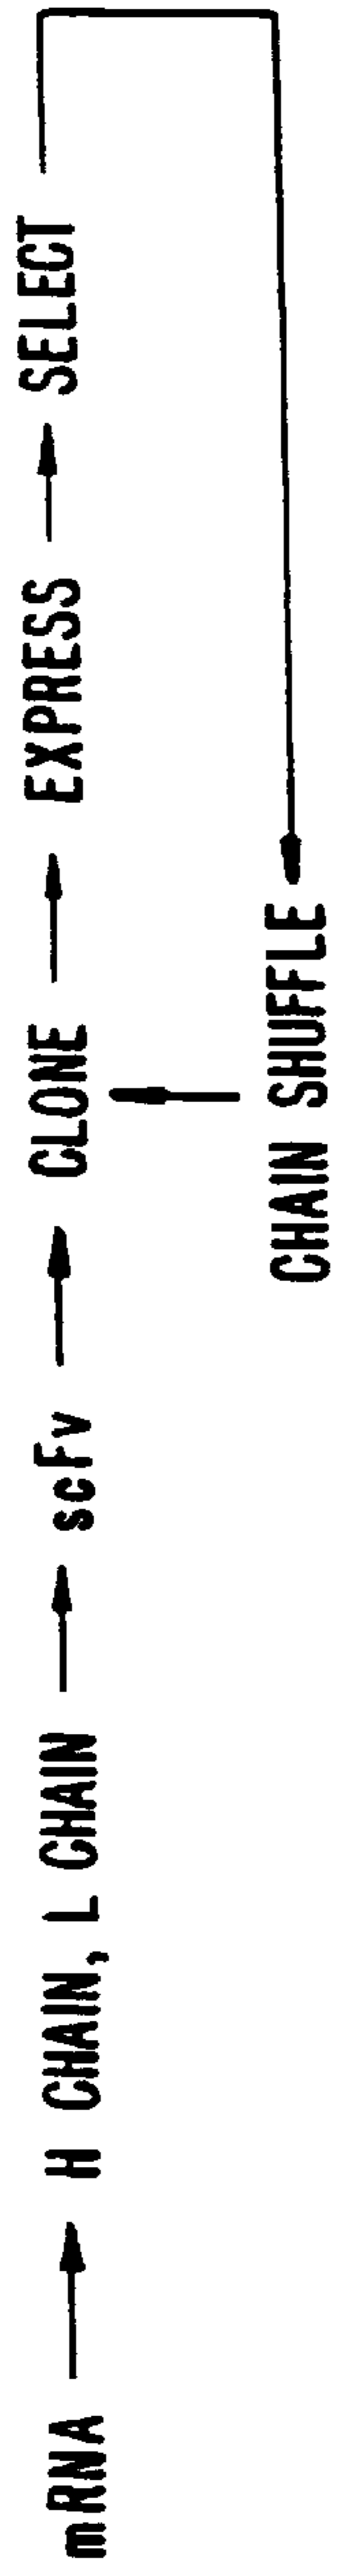 mRNA → H CHAIN, L CHAIN → scFv → CLONE → EXPRESS → SELECT
CHAIN SHUFFLE